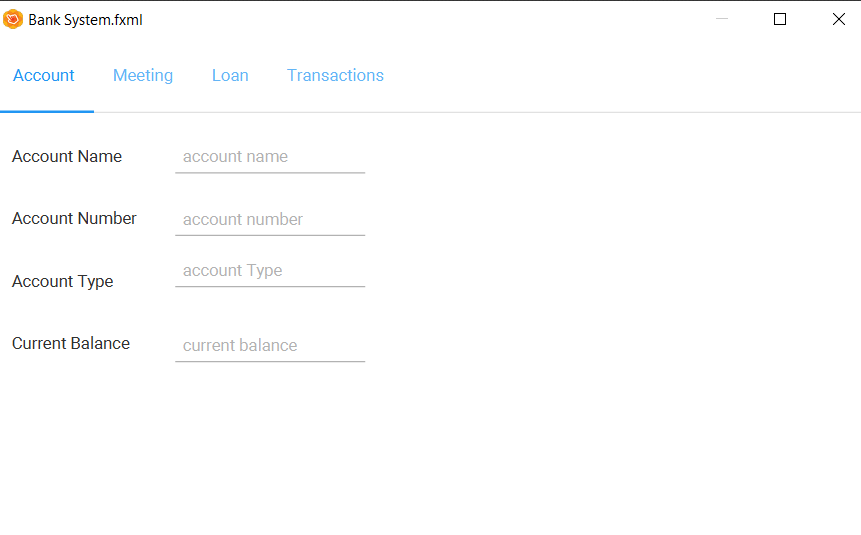 Bank System.fxml
Account Meeting Loan Transactions
Account Name account name
Account Number account number
Account Type account Type
Current Balance current balance